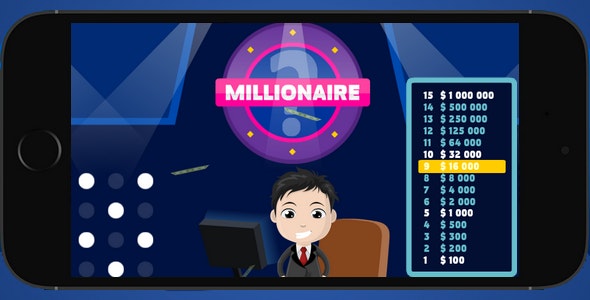 MILLIONAIRE
15 $ 1 000 000
14 $ 500 000
13 $ 250 000
12 $ 125 000
11 $ 64 000
10 $ 32 000
9 $ 16 000
8 $ 8 000
7 $ 4 000
6 $ 2 000
5 $ 1 000
4 $ 500
3 $ 300
2 $ 200
1 $ 100